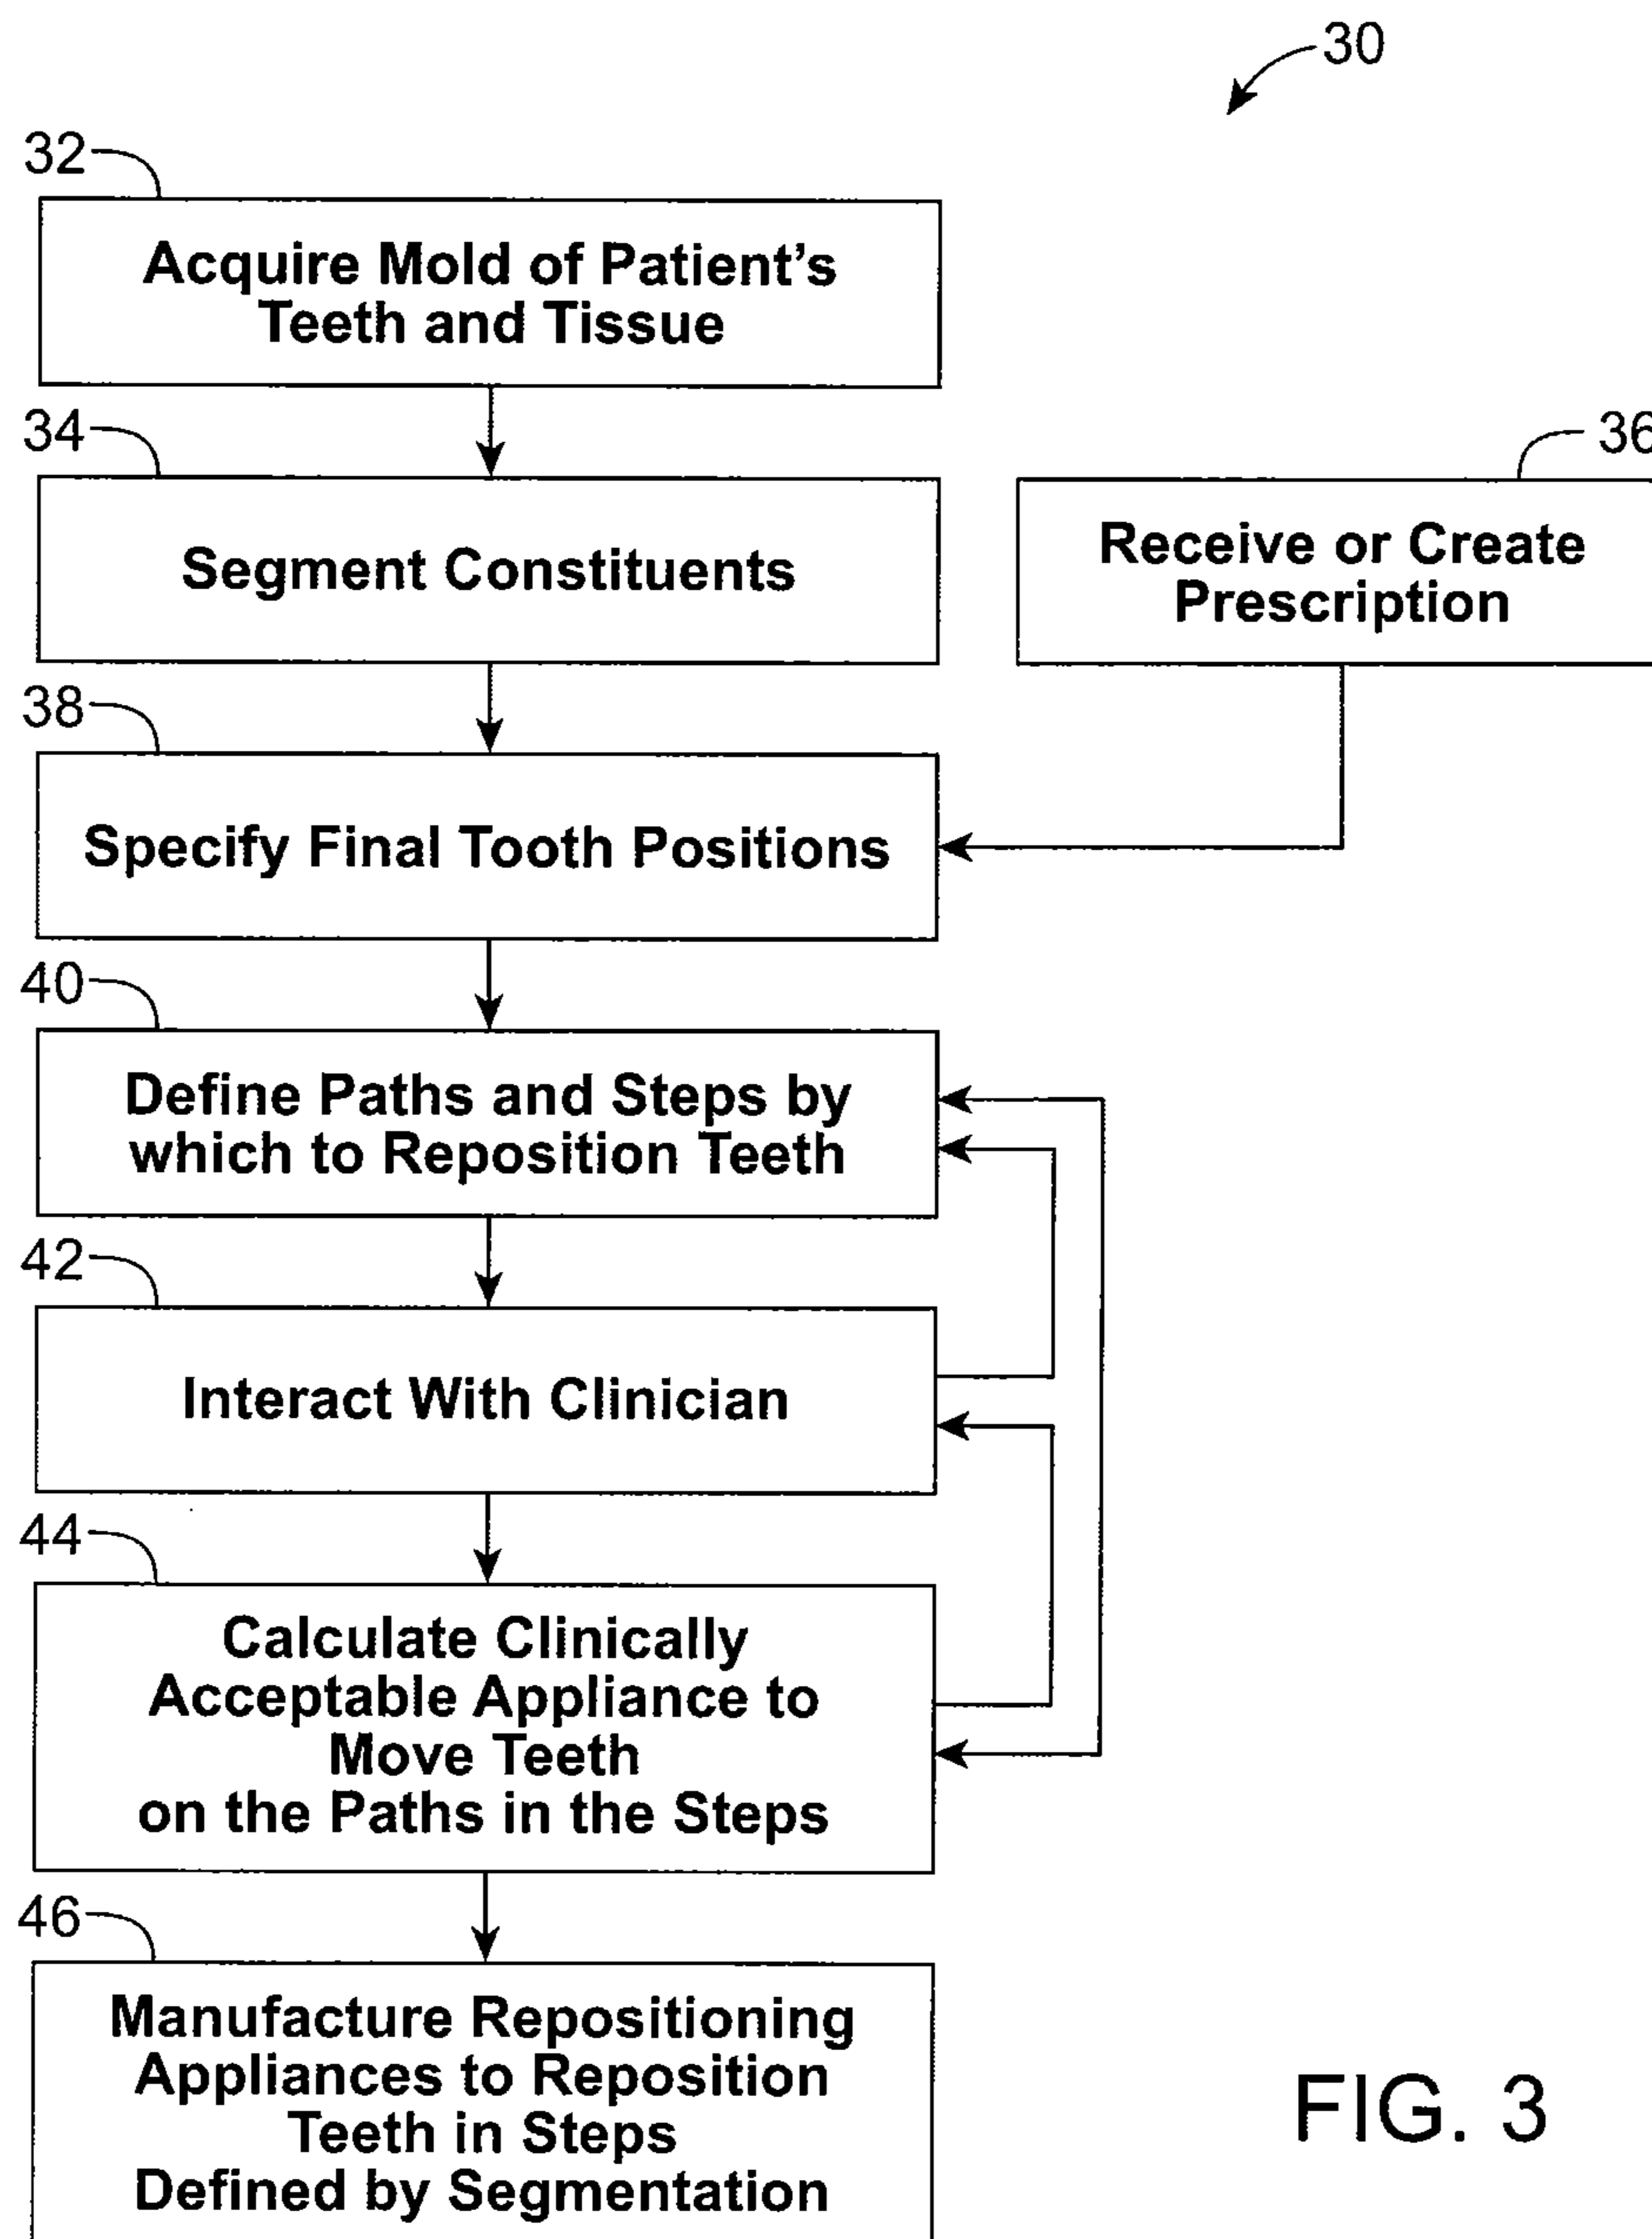 30
32
Acquire Mold of Patient’s
Teeth and Tissue
34
Segment Constituents
36
Receive or Create
Prescription
38
Specify Final Tooth Positions
40
Define Paths and Steps by
which to Reposition Teeth
42
Interact With Clinician
44
Calculate Clinically
Acceptable Appliance to
Move Teeth
on the Paths in the Steps
46
Manufacture Repositioning
Appliances to Reposition
Teeth in Steps
Defined by Segmentation
FIG. 3